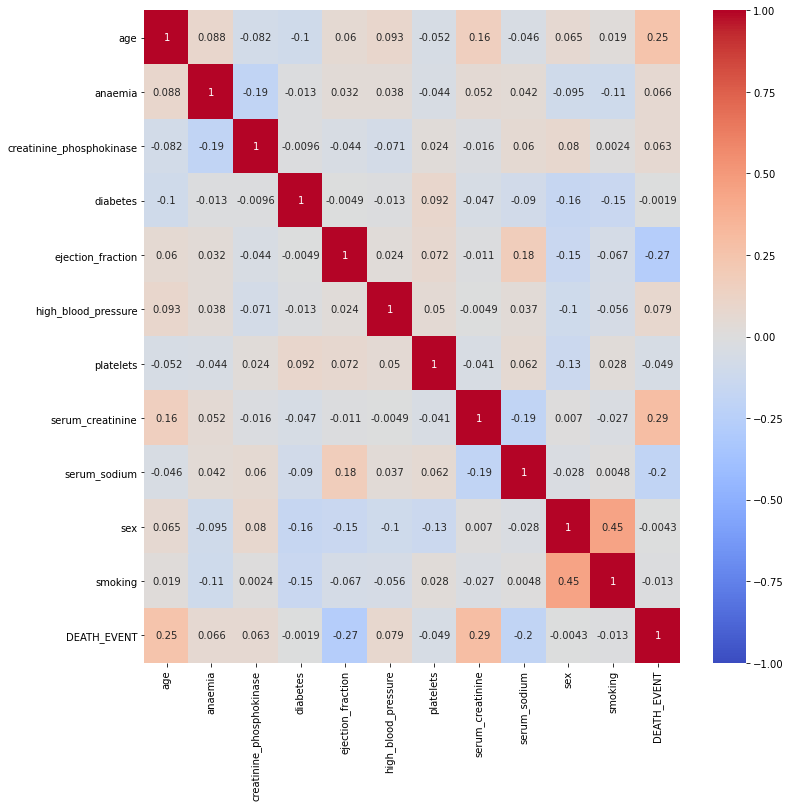 age 1 0.088 -0.082 -0.1 0.06 0.093 -0.052 0.16 -0.046 0.065 0.019 0.25
anaemia 0.088 1 -0.19 -0.013 0.032 0.038 -0.044 0.052 0.042 -0.095 -0.11 0.066
creatinine_phosphokinase -0.082 -0.19 1 -0.0096 -0.044 -0.071 0.024 -0.016 0.06 0.08 0.0024 0.063
diabetes -0.1 -0.013 -0.0096 1 -0.0049 -0.013 0.092 -0.047 -0.09 -0.16 -0.15 -0.0019
ejection_fraction 0.06 0.032 -0.044 -0.0049 1 0.024 0.072 -0.011 0.18 -0.15 -0.067 -0.27
high_blood_pressure 0.093 0.038 -0.071 -0.013 0.024 1 0.05 -0.0049 0.037 -0.1 -0.056 0.079
platelets -0.052 -0.044 0.024 0.092 0.072 0.05 1 -0.041 0.062 -0.13 0.028 -0.049
serum_creatinine 0.16 0.052 -0.016 -0.047 -0.011 -0.0049 -0.041 1 -0.19 0.007 -0.027 0.29
serum_sodium -0.046 0.042 0.06 -0.09 0.18 0.037 0.062 -0.19 1 -0.028 0.0048 -0.2
sex 0.065 -0.095 0.08 -0.16 -0.15 -0.1 -0.13 0.007 -0.028 1 0.45 -0.0043
smoking 0.019 -0.11 0.0024 -0.15 -0.067 -0.056 0.028 -0.027 0.0048 0.45 1 -0.013
DEATH_EVENT 0.25 0.066 0.063 -0.0019 -0.27 0.079 -0.049 0.29 -0.2 -0.0043 -0.013 1
age
anaemia
creatinine_phosphokinase
diabetes
ejection_fraction
high_blood_pressure
platelets
serum_creatinine
serum_sodium
sex
smoking
DEATH_EVENT
1.00
0.75
0.50
0.25
0.00
−0.25
−0.50
−0.75
−1.00